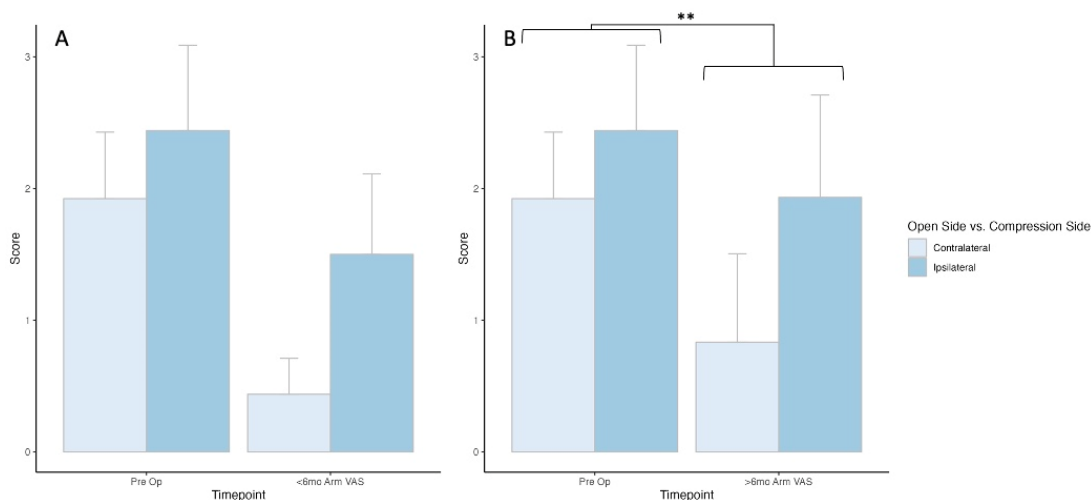 A
3
2
1
0
Score
Pre Op
<6mo Arm VAS
Timepoint
B
**
3
2
1
0
Score
Pre Op
>6mo Arm VAS
Timepoint
Open Side vs. Compression Side
Contralateral
Ipsilateral